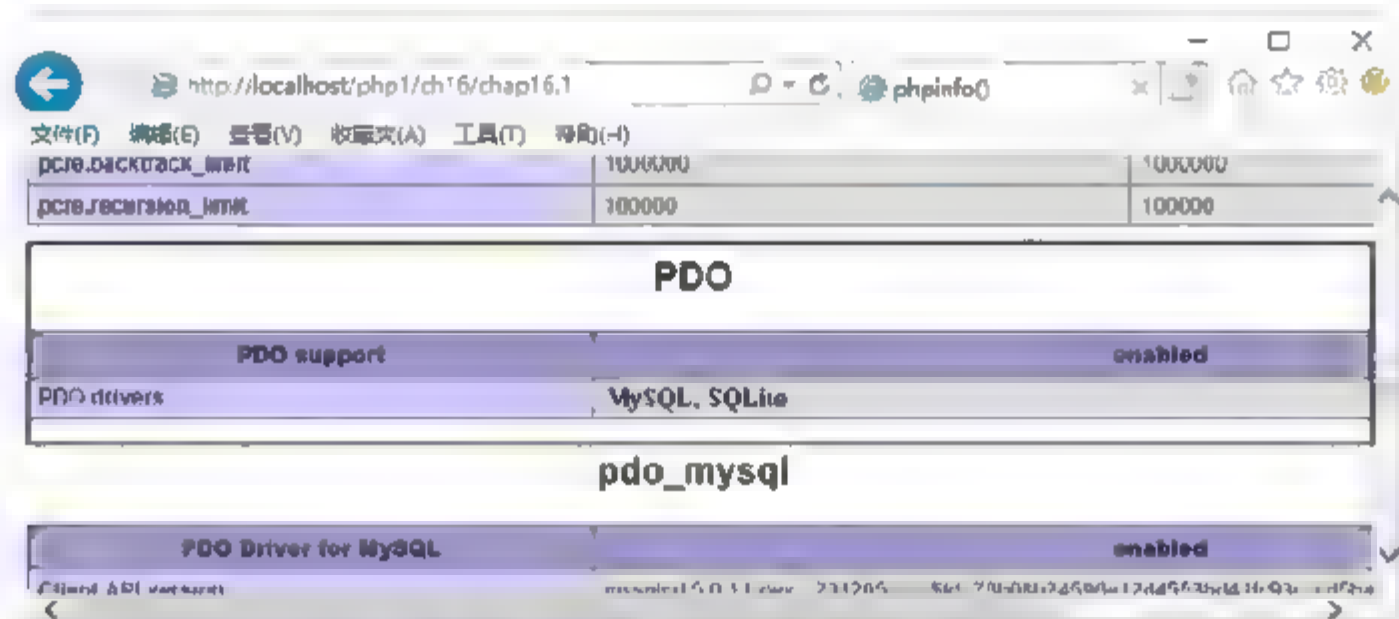 http://localhost/php1/ch16/chap16.1 phpinfo()
文件(F) 编辑(E) 查看(V) 收藏夹(A) 工具(T) 帮助(H)
pcre.backtrack_limit 1000000 1000000
pcre.recursion_limit 100000 100000
PDO
PDO support enabled
PDO drivers MySQL, SQLite
pdo_mysql
PDO Driver for MySQL enabled
Client API version